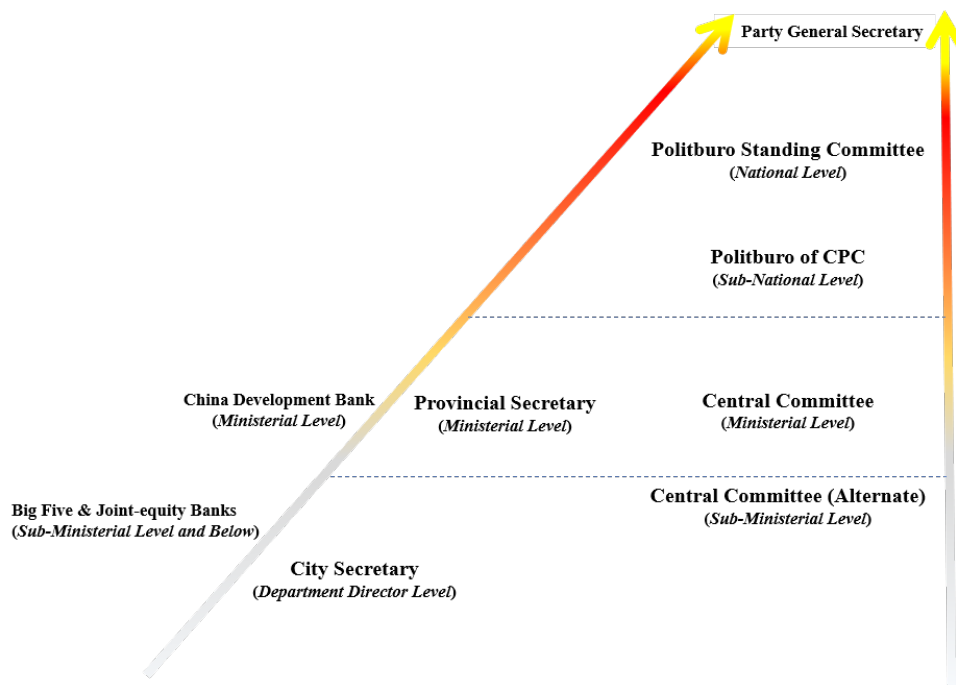 Party General Secretary
Politburo Standing Committee
(National Level)
Politburo of CPC
(Sub-National Level)
China Development Bank
(Ministerial Level)
Provincial Secretary
(Ministerial Level)
Central Committee
(Ministerial Level)
Big Five & Joint-equity Banks
(Sub-Ministerial Level and Below)
Central Committee (Alternate)
(Sub-Ministerial Level)
City Secretary
(Department Director Level)